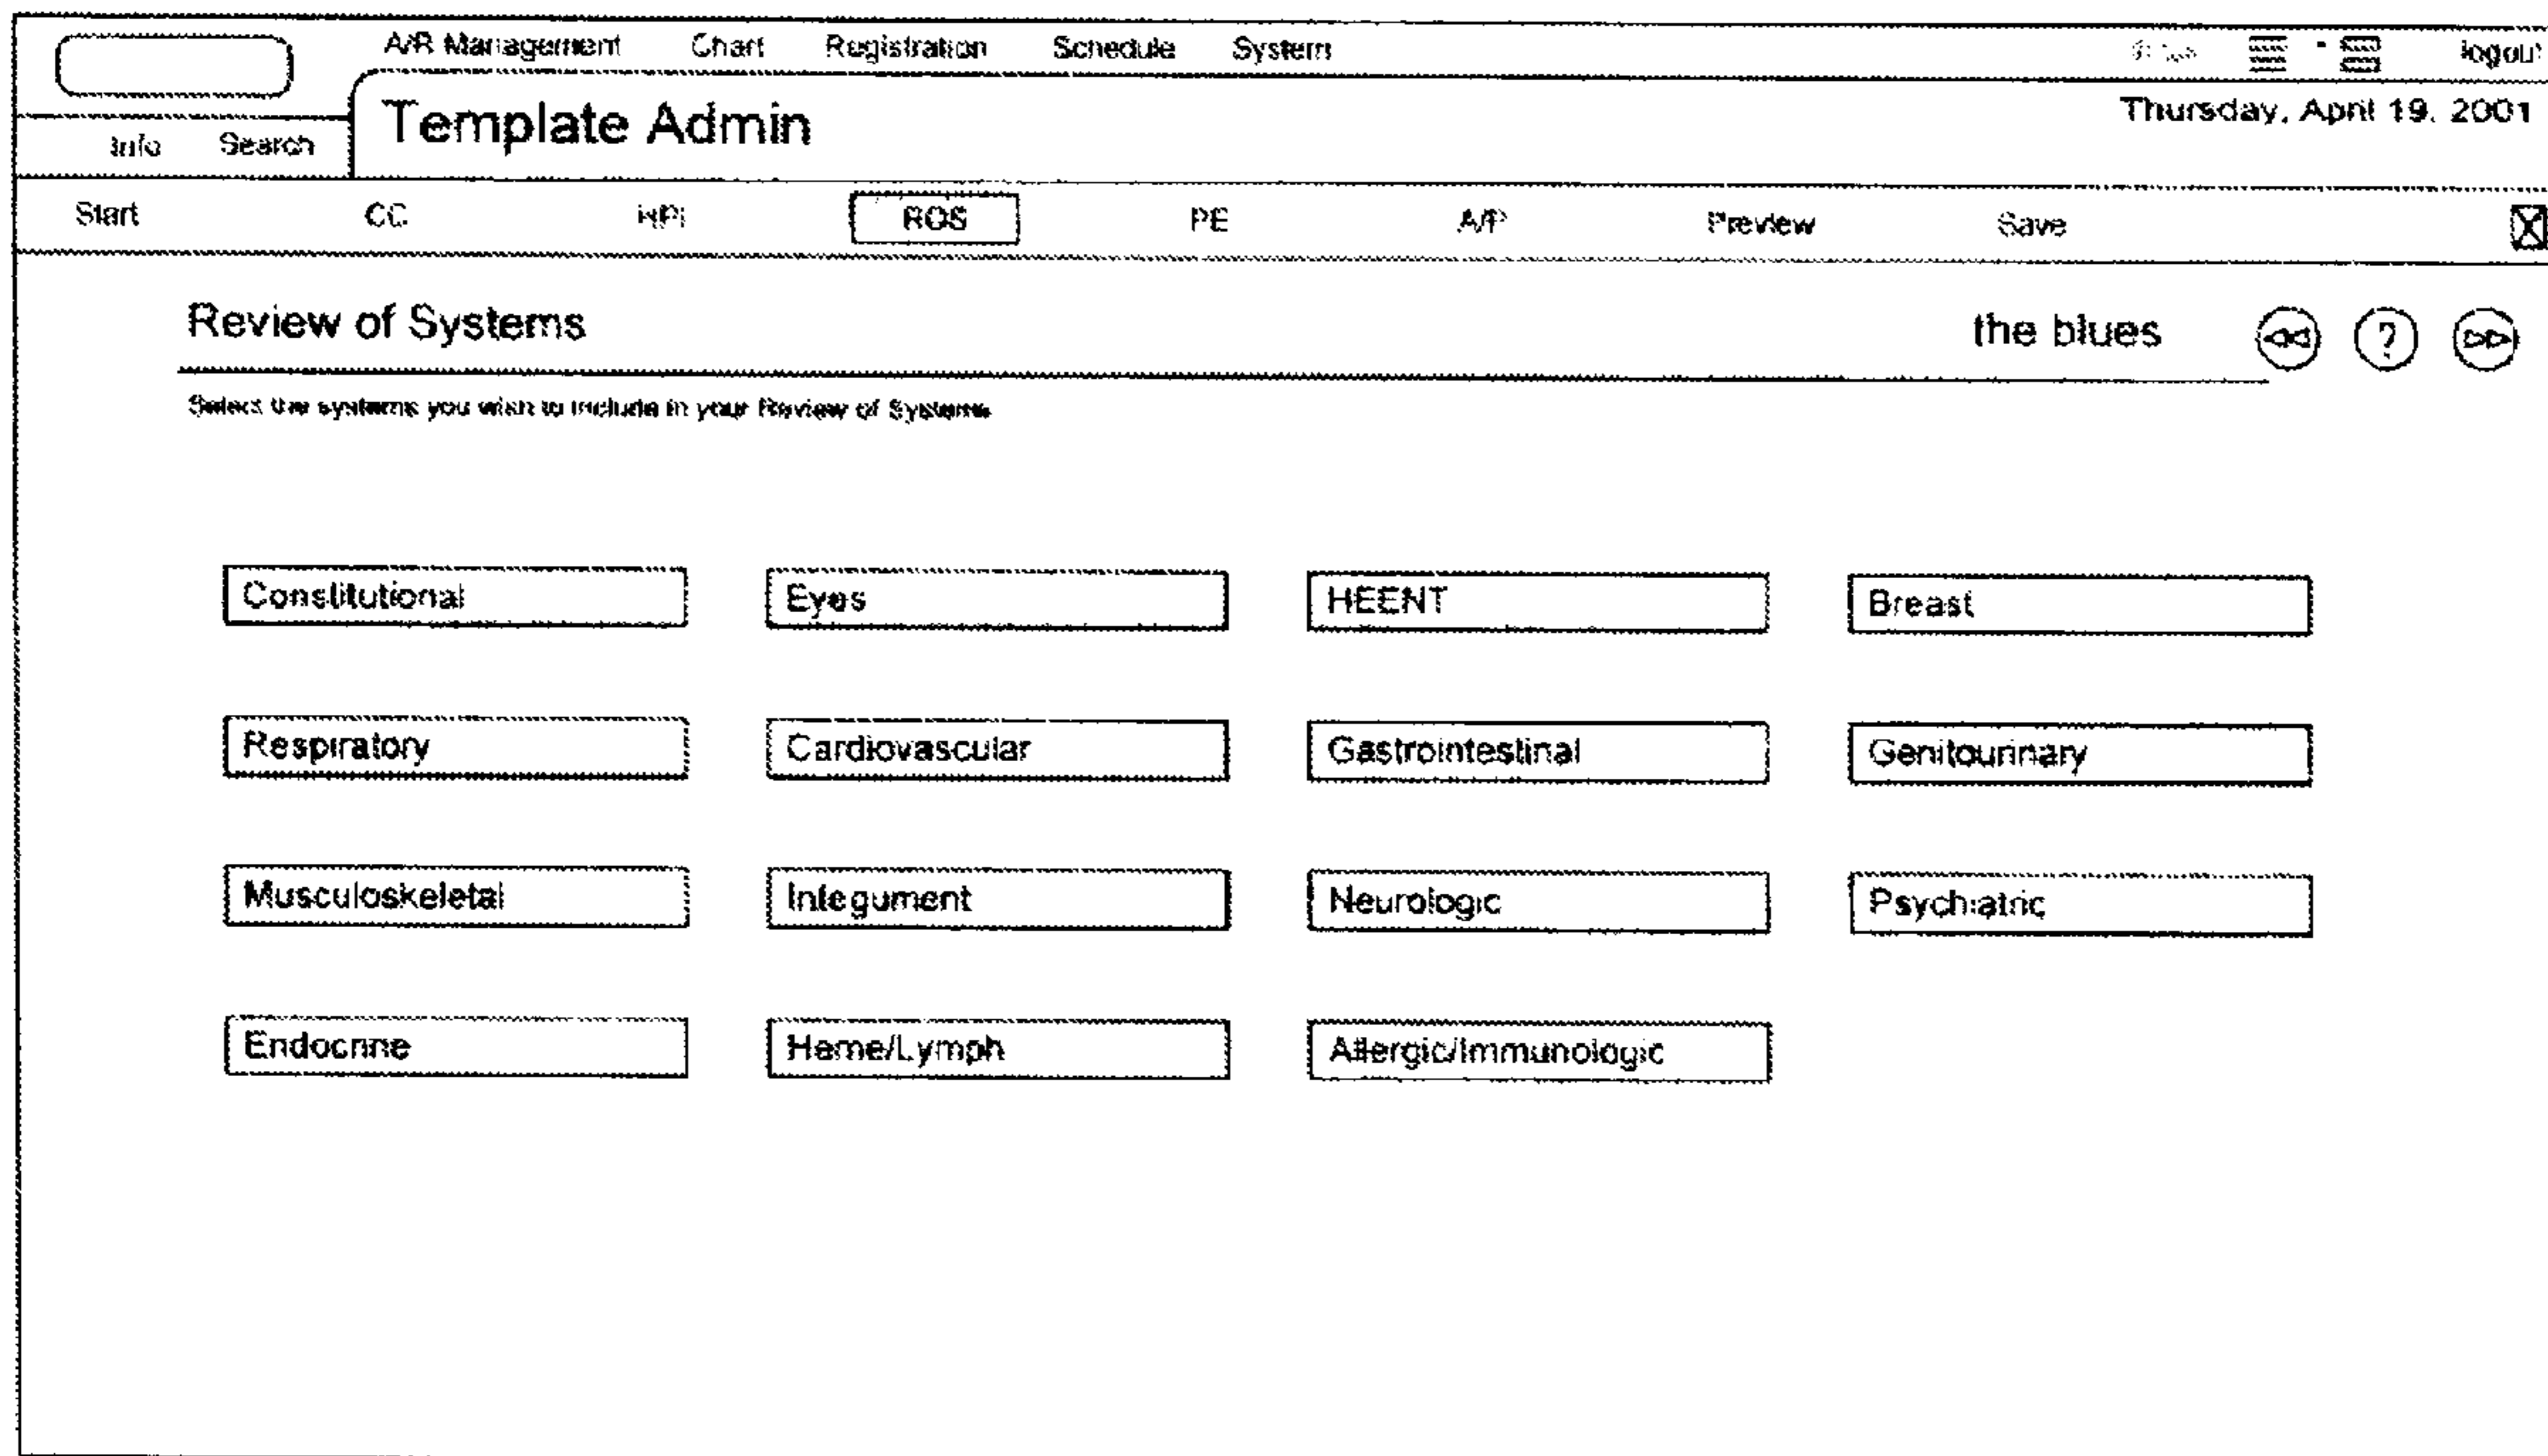 A/R Management Chart Registration Schedule System logout
Template Admin Thursday, April 19, 2001
Info Search
Start CC HPI ROS PE A/P Preview Save
Review of Systems the blues ?
Select the systems you wish to include in your Review of Systems
Constitutional Eyes HEENT Breast
Respiratory Cardiovascular Gastrointestinal Genitourinary
Musculoskeletal Integument Neurologic Psychiatric
Endocrine Heme/Lymph Allergic/Immunologic